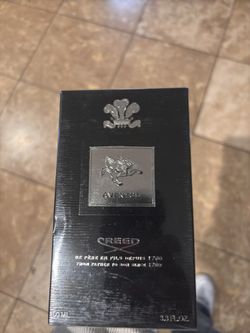 CREED
DE PÈRE EN FILS DEPUIS 1760
FROM FATHER TO SON SINCE 1760
3.3 FL.OZ.